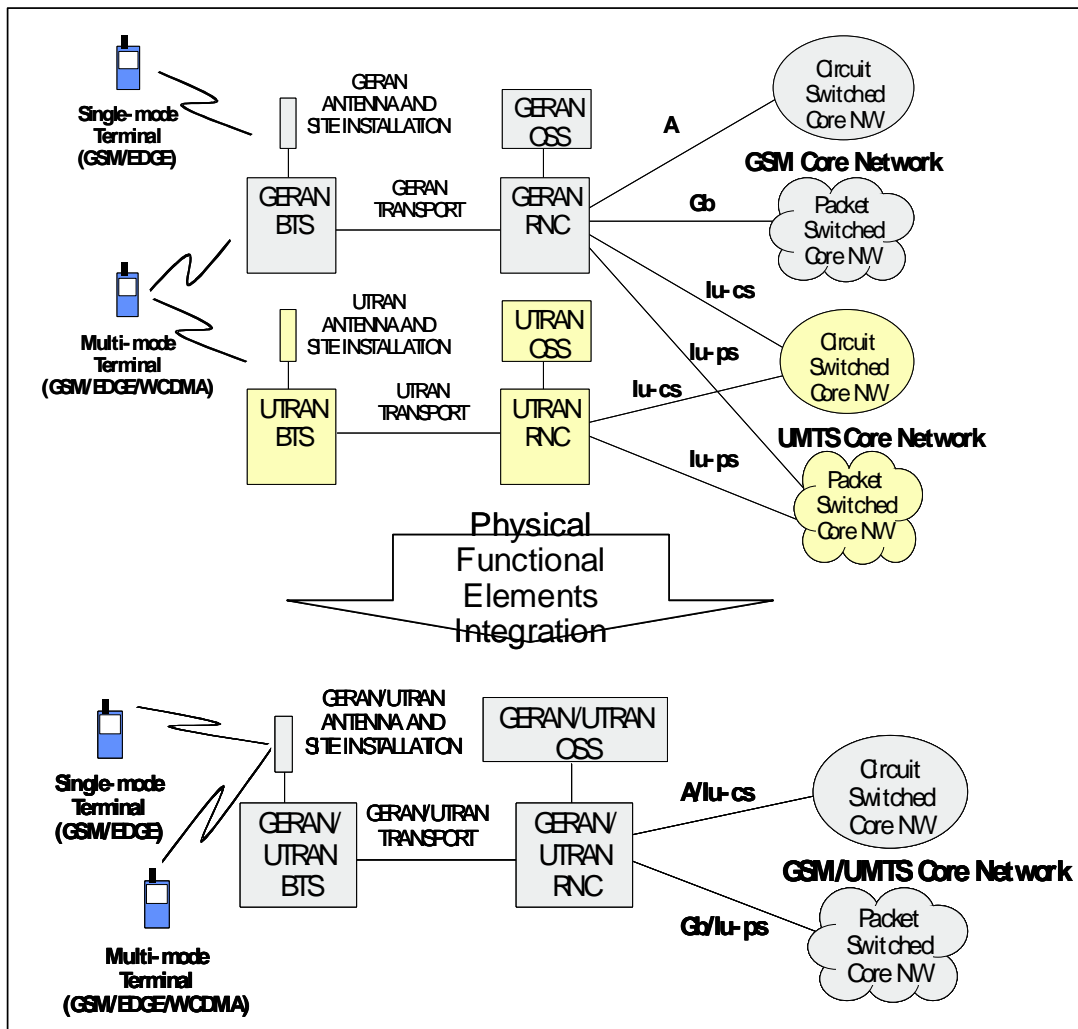 Single-mode
Terminal
(GSM/EDGE)
GERAN
ANTENNA AND
SITE INSTALLATION
GERAN
OSS
A
Circuit
Switched
Core NW
GSM Core Network
GERAN
BTS
GERAN
TRANSPORT
GERAN
RNC
Gb
Packet
Switched
Core NW
Multi-mode
Terminal
(GSM/EDGE/WCDMA)
UTRAN
ANTENNA AND
SITE INSTALLATION
UTRAN
OSS
Iu-cs
Iu-ps
Circuit
Switched
Core NW
UTRAN
BTS
UTRAN
TRANSPORT
UTRAN
RNC
Iu-cs
Iu-ps
UMTS Core Network
Packet
Switched
Core NW
Physical
Functional
Elements
Integration
Single-mode
Terminal
(GSM/EDGE)
GERAN/UTRAN
ANTENNA AND
SITE INSTALLATION
GERAN/UTRAN
OSS
A/Iu-cs
Circuit
Switched
Core NW
GERAN/
UTRAN
BTS
GERAN/UTRAN
TRANSPORT
GERAN/
UTRAN
RNC
GSM/UMTS Core Network
Gb/Iu-ps
Packet
Switched
Core NW
Multi-mode
Terminal
(GSM/EDGE/WCDMA)